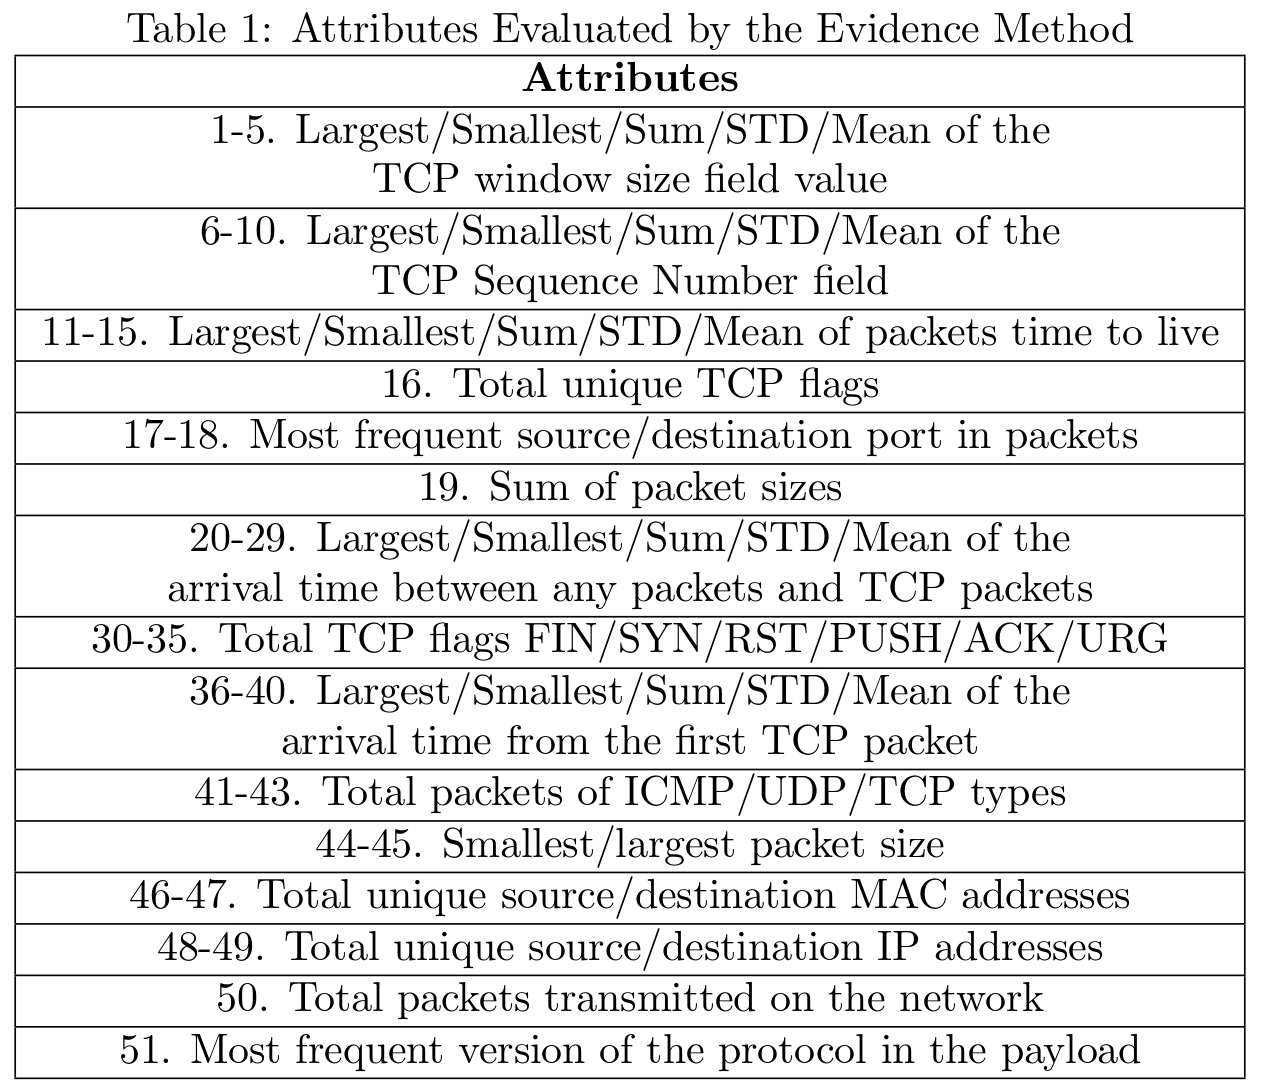 Table 1: Attributes Evaluated by the Evidence Method
Attributes
1-5. Largest/Smallest/Sum/STD/Mean of the
TCP window size field value
6-10. Largest/Smallest/Sum/STD/Mean of the
TCP Sequence Number field
11-15. Largest/Smallest/Sum/STD/Mean of packets time to live
16. Total unique TCP flags
17-18. Most frequent source/destination port in packets
19. Sum of packet sizes
20-29. Largest/Smallest/Sum/STD/Mean of the
arrival time between any packets and TCP packets
30-35. Total TCP flags FIN/SYN/RST/PUSH/ACK/URG
36-40. Largest/Smallest/Sum/STD/Mean of the
arrival time from the first TCP packet
41-43. Total packets of ICMP/UDP/TCP types
44-45. Smallest/largest packet size
46-47. Total unique source/destination MAC addresses
48-49. Total unique source/destination IP addresses
50. Total packets transmitted on the network
51. Most frequent version of the protocol in the payload